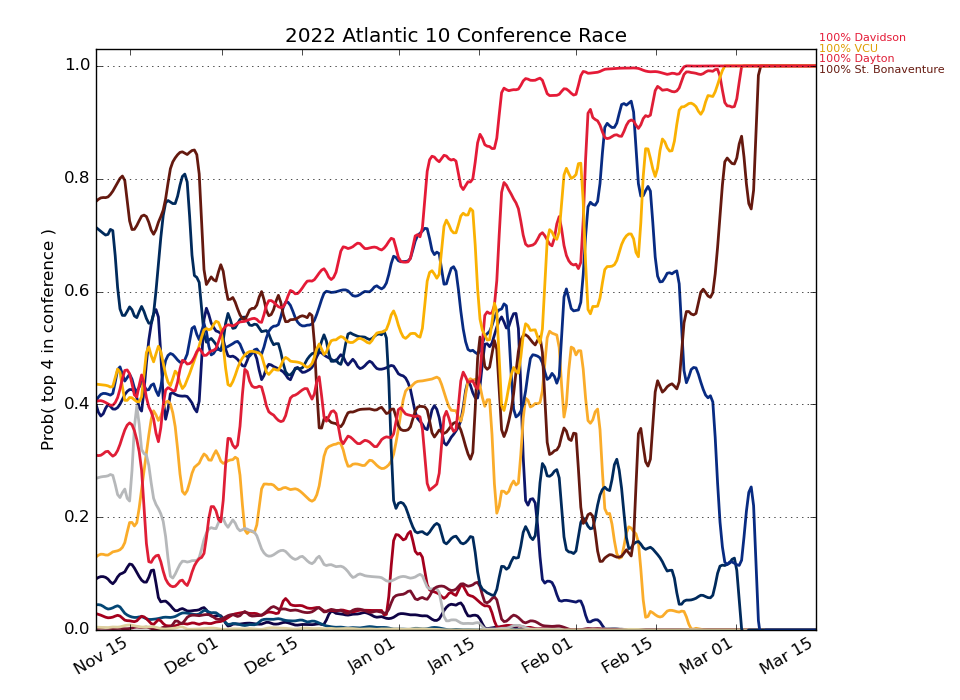 2022 Atlantic 10 Conference Race
100% Davidson
100% VCU
100% Dayton
100% St. Bonaventure
Prob( top 4 in conference )
1.0
0.8
0.6
0.4
0.2
0.0
Nov 15
Dec 01
Dec 15
Jan 01
Jan 15
Feb 01
Feb 15
Mar 01
Mar 15